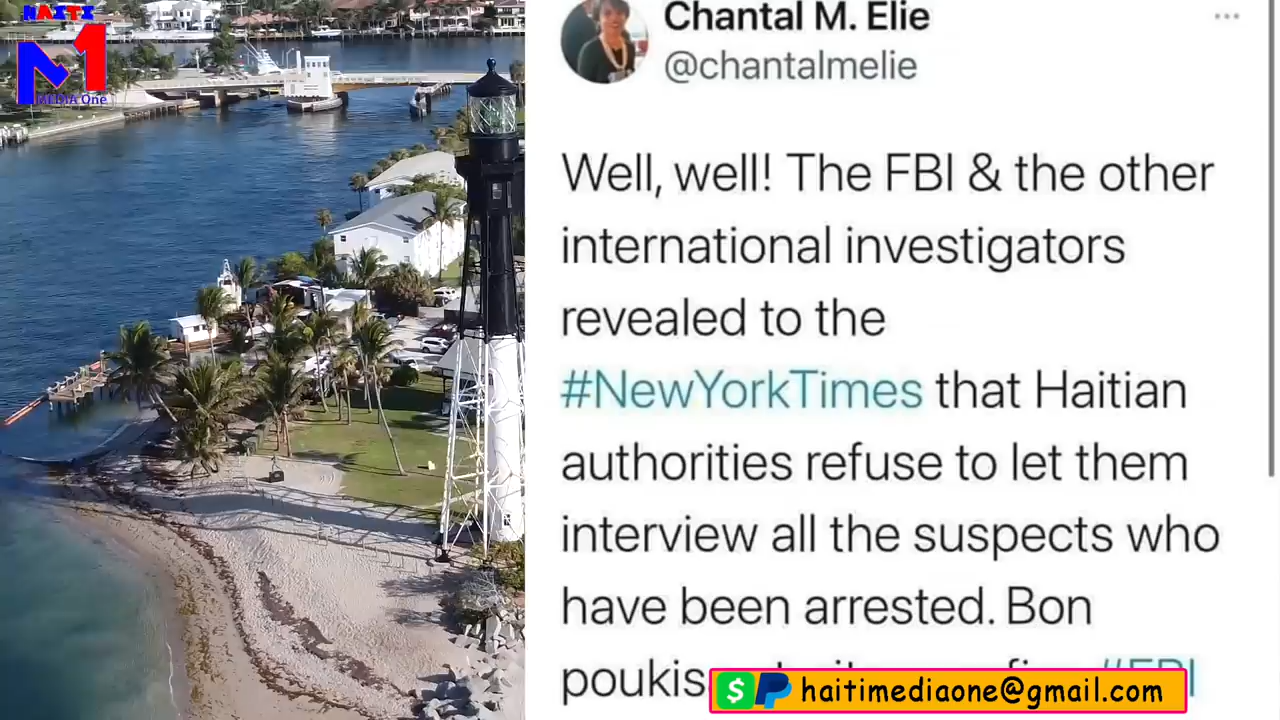 HAITI
M1
MEDIA One
Chantal M. Elie
@chantalmelie
Well, well! The FBI & the other
international investigators
revealed to the
#NewYorkTimes that Haitian
authorities refuse to let them
interview all the suspects who
have been arrested. Bon
#FBI
$ P haitimediaone@gmail.com